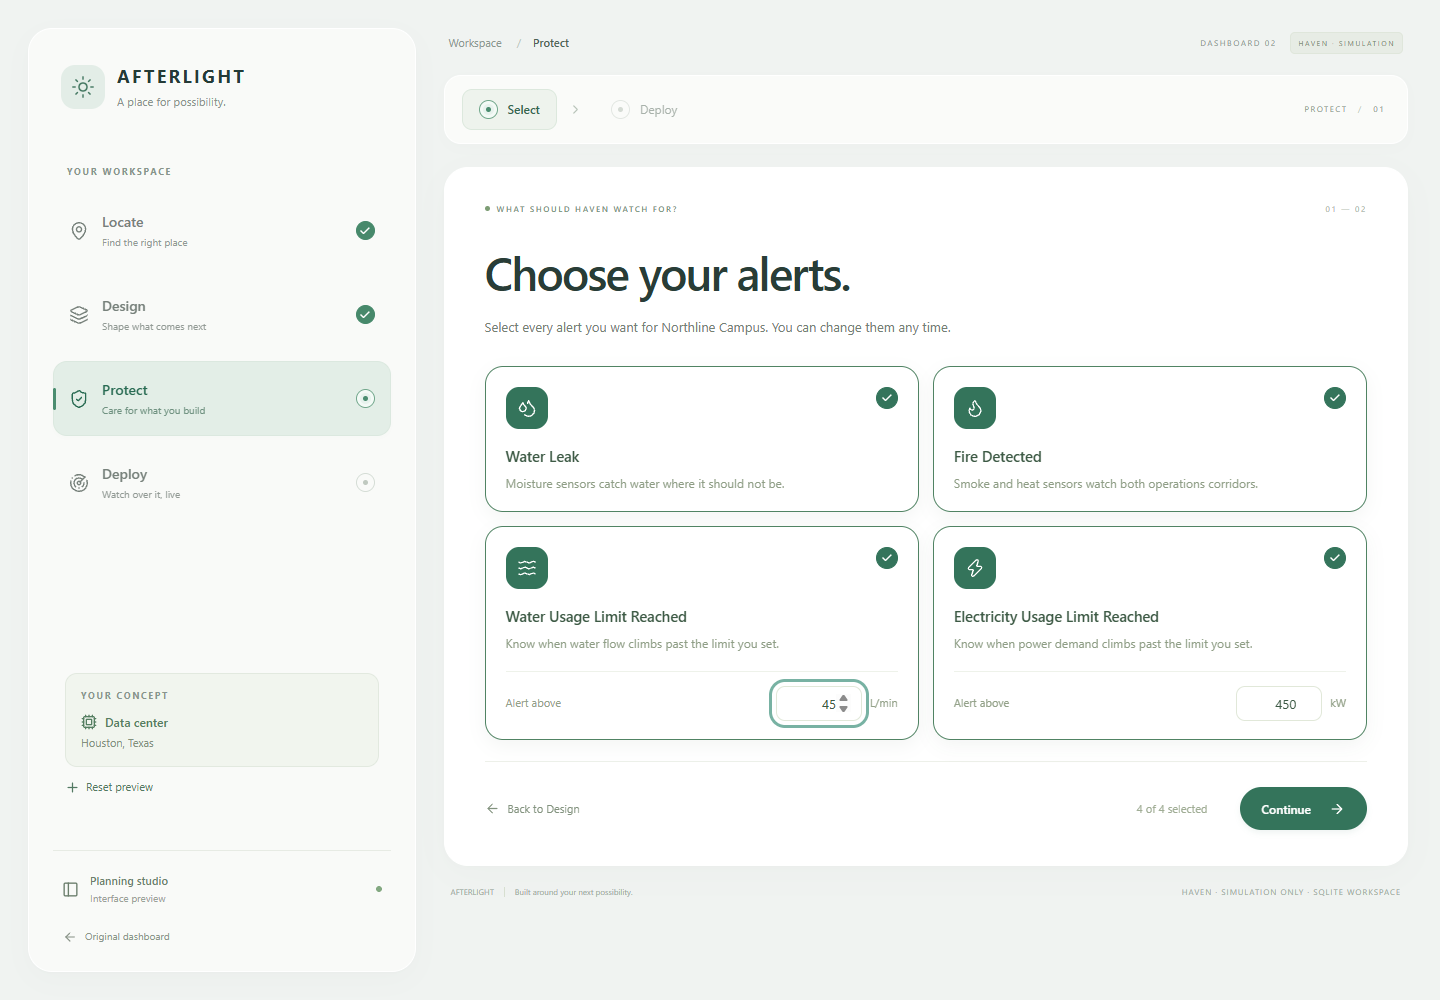 AFTERLIGHT
A place for possibility.
YOUR WORKSPACE
Locate
Find the right place
Design
Shape what comes next
Protect
Care for what you build
Deploy
Watch over it, live
YOUR CONCEPT
Data center
Houston, Texas
Reset preview
Planning studio
Interface preview
Original dashboard
Workspace / Protect
DASHBOARD 02
HAVEN · SIMULATION
Select
Deploy
PROTECT / 01
WHAT SHOULD HAVEN WATCH FOR?
01 — 02
Choose your alerts.
Select every alert you want for Northline Campus. You can change them any time.
Water Leak
Moisture sensors catch water where it should not be.
Fire Detected
Smoke and heat sensors watch both operations corridors.
Water Usage Limit Reached
Know when water flow climbs past the limit you set.
Alert above 45 L/min
Electricity Usage Limit Reached
Know when power demand climbs past the limit you set.
Alert above 450 kW
Back to Design
4 of 4 selected
Continue
AFTERLIGHT | Built around your next possibility.
HAVEN · SIMULATION ONLY · SQLITE WORKSPACE